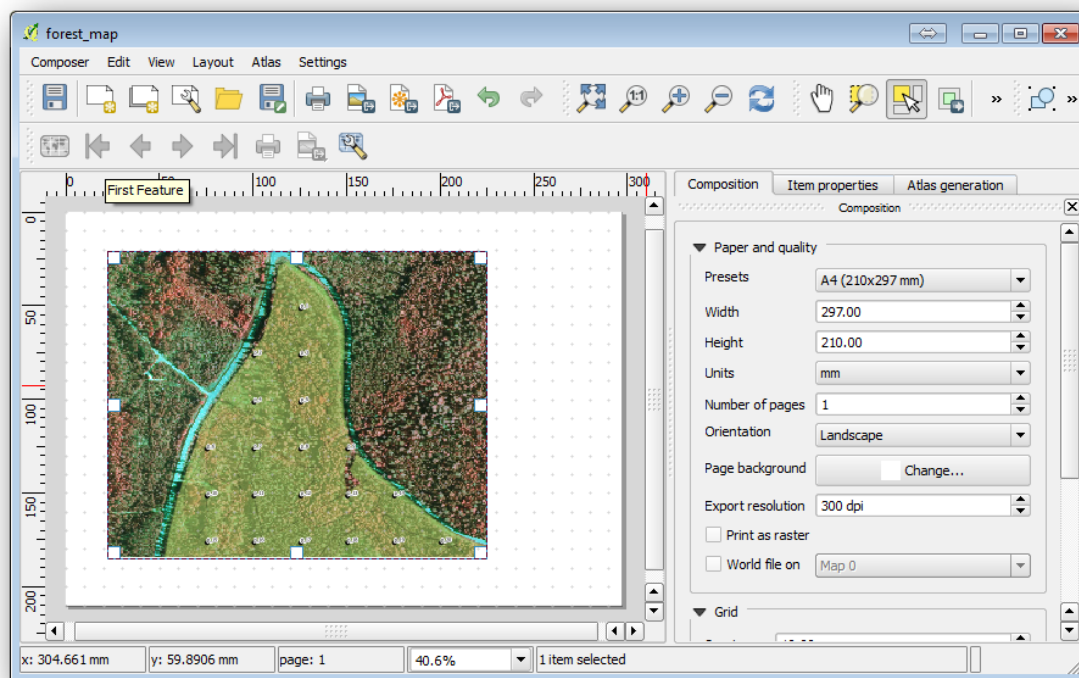 forest_map
Composer Edit View Layout Atlas Settings
1:1
»
»
First Feature
0 50 100 150 200 250 300
0
50
100
150
200
Composition Item properties Atlas generation
Composition
Paper and quality
Presets A4 (210x297 mm)
Width 297.00
Height 210.00
Units mm
Number of pages 1
Orientation Landscape
Page background Change...
Export resolution 300 dpi
Print as raster
World file on Map 0
Grid
x: 304.661 mm y: 59.8906 mm page: 1 40.6% 1 item selected